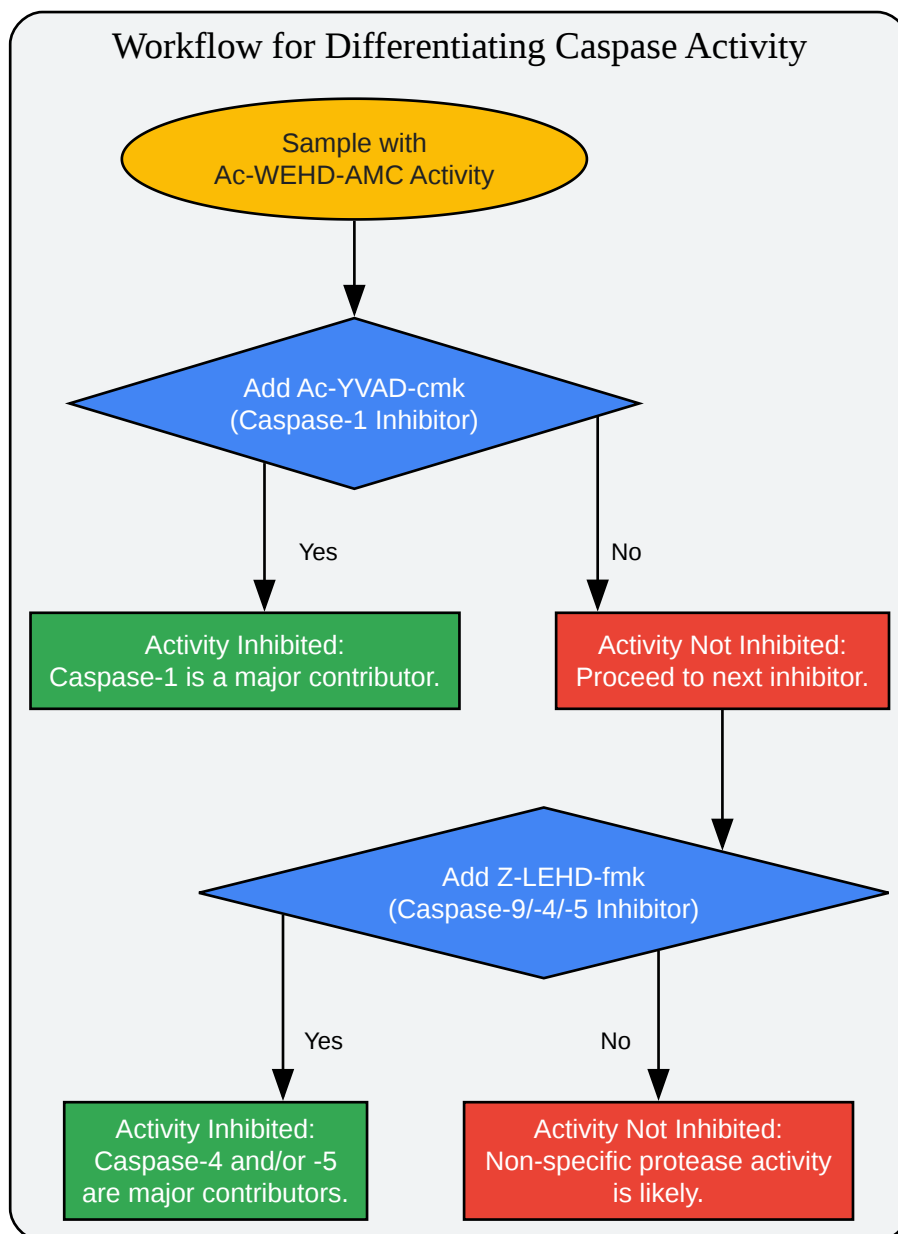 Workflow for Differentiating Caspase Activity
Sample with
Ac-WEHD-AMC Activity
Add Ac-YVAD-cmk
(Caspase-1 Inhibitor)
Yes
No
Activity Inhibited:
Caspase-1 is a major contributor.
Activity Not Inhibited:
Proceed to next inhibitor.
Add Z-LEHD-fmk
(Caspase-9/-4/-5 Inhibitor)
Yes
No
Activity Inhibited:
Caspase-4 and/or -5
are major contributors.
Activity Not Inhibited:
Non-specific protease activity
is likely.